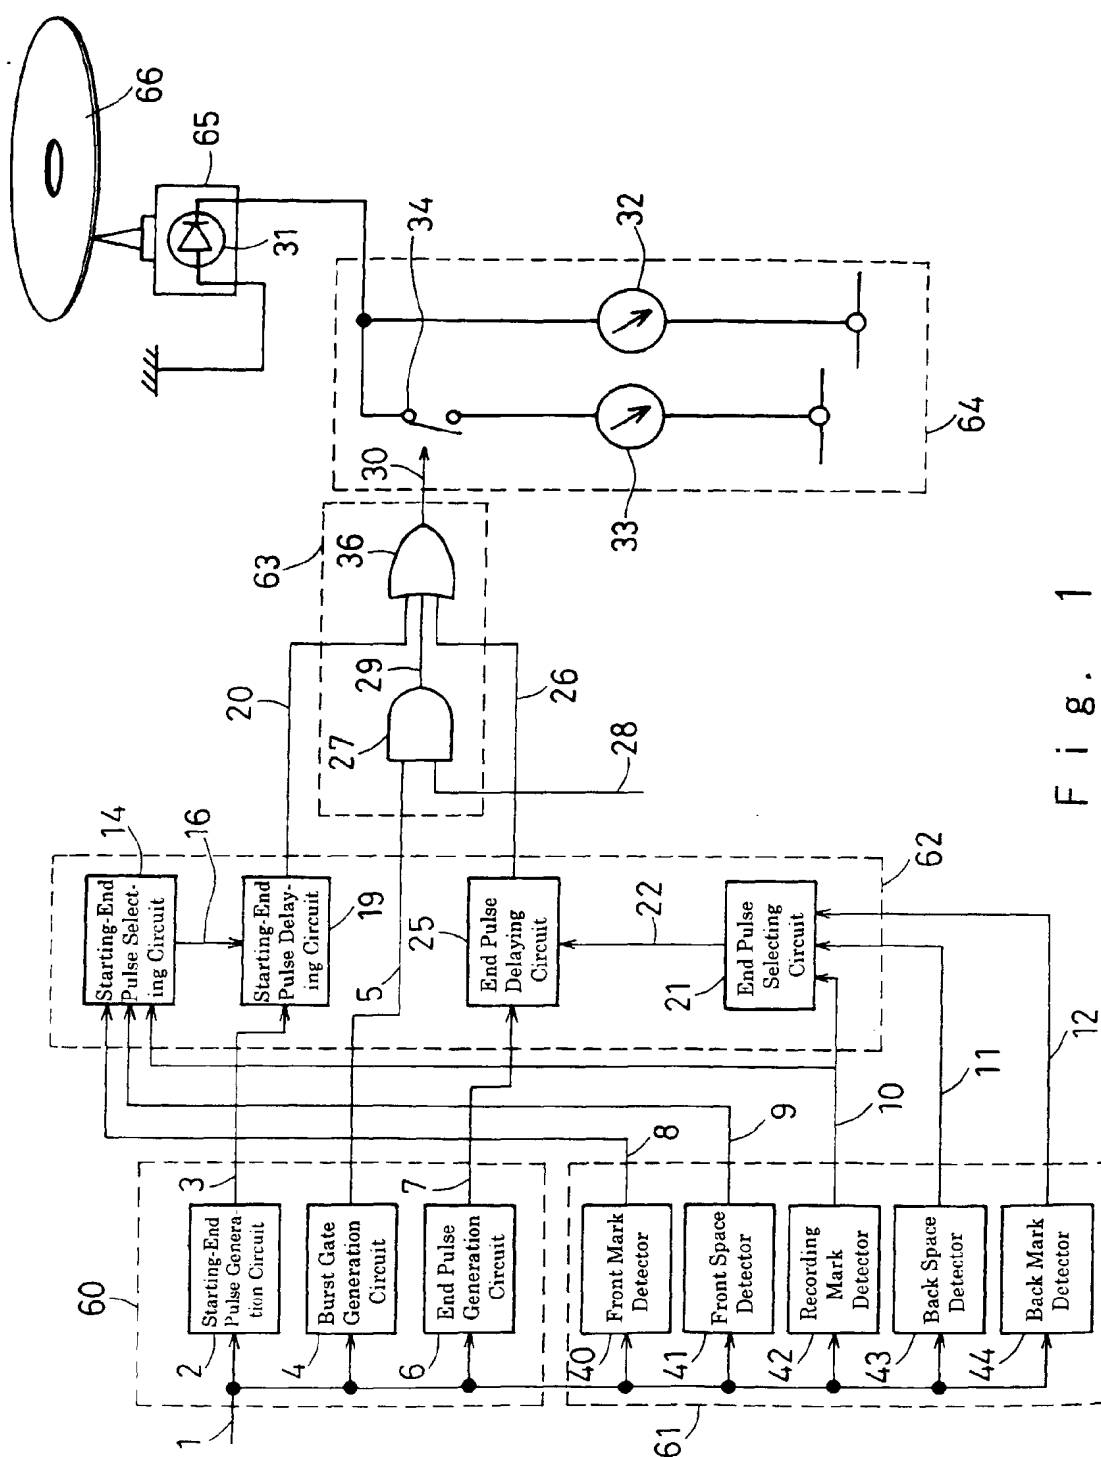 66
65
31
34
32
33
64
30
63
36
29
27
20
26
28
14
Starting-End
Pulse Select-
ing Circuit
16
Starting-End
Pulse Delay-
ing Circuit
19
5
25
End Pulse
Delaying
Circuit
22
21
End Pulse
Selecting
Circuit
62
60
1
2
Starting-End
Pulse Genera-
tion Circuit
3
4
Burst Gate
Generation
Circuit
6
End Pulse
Generation
Circuit
7
61
40
Front Mark
Detector
8
41
Front Space
Detector
9
42
Recording
Mark
Detector
10
43
Back Space
Detector
11
44
Back Mark
Detector
12
Fig. 1